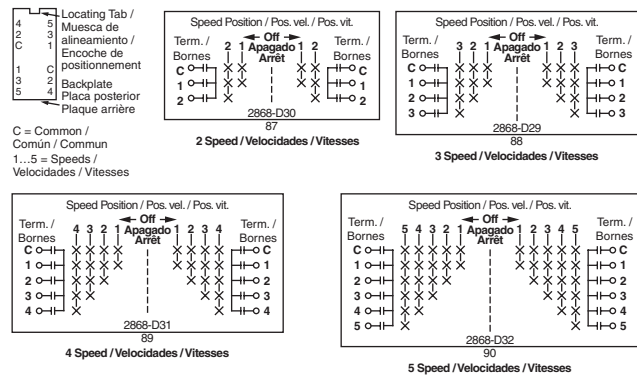 Locating Tab /
Muesca de
alineamiento /
Encoche de
positionnement
4 5
2 3
C 1
1 C
3 2
5 4
Backplate
Placa posterior
Plaque arrière
C = Common /
Común / Commun
1...5 = Speeds /
Velocidades / Vitesses
Speed Position / Pos. vel. / Pos. vit.
Off
Term. / Bornes 2 1 Apagado 1 2 Term. / Bornes
Arrêt
C C
1 1
2 2
2868-D30
87
2 Speed / Velocidades / Vitesses
Speed Position / Pos. vel. / Pos. vit.
Off
Term. / Bornes 3 2 1 Apagado 1 2 3 Term. / Bornes
Arrêt
C C
1 1
2 2
3 3
2868-D29
88
3 Speed / Velocidades / Vitesses
Speed Position / Pos. vel. / Pos. vit.
Off
Term. / Bornes 4 3 2 1 Apagado 1 2 3 4 Term. / Bornes
Arrêt
C C
1 1
2 2
3 3
4 4
2868-D31
89
4 Speed / Velocidades / Vitesses
Speed Position / Pos. vel. / Pos. vit.
Off
Term. / Bornes 5 4 3 2 1 Apagado 1 2 3 4 5 Term. / Bornes
Arrêt
C C
1 1
2 2
3 3
4 4
5 5
2868-D32
90
5 Speed / Velocidades / Vitesses